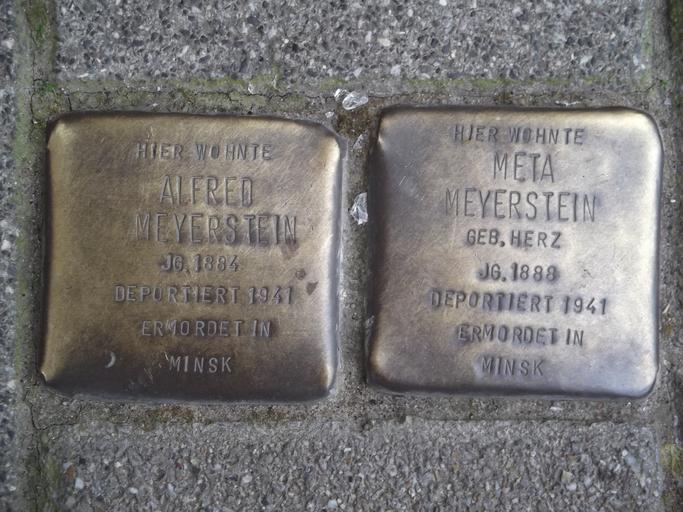 HIER WOHNTE
ALFRED
MEYERSTEIN
JG. 1884
DEPORTIERT 1941
ERMORDET IN
MINSK
HIER WOHNTE
META
MEYERSTEIN
GEB. HERZ
JG. 1888
DEPORTIERT 1941
ERMORDET IN
MINSK